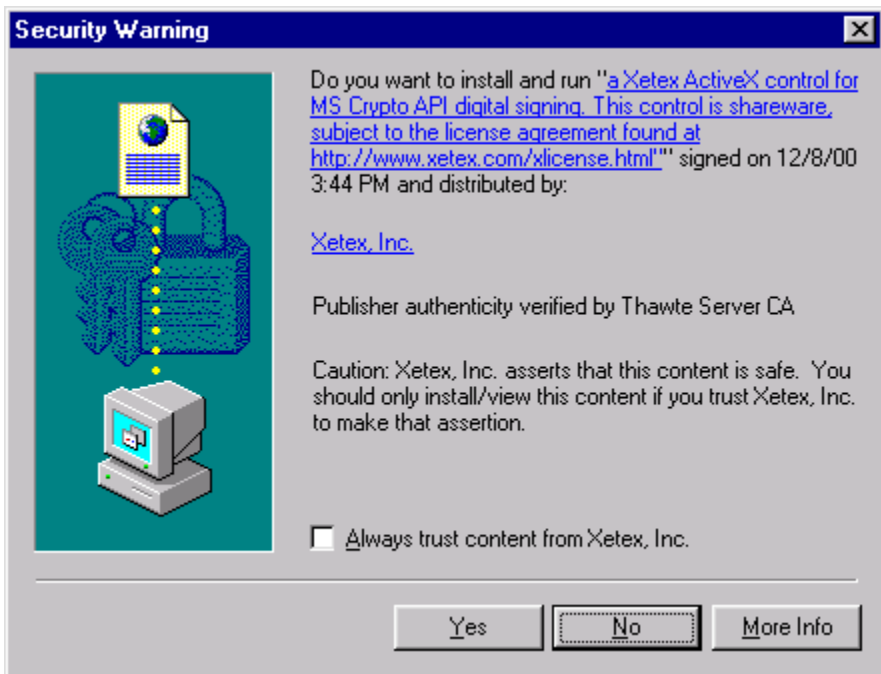 Security Warning
Do you want to install and run "a Xetex ActiveX control for
MS Crypto API digital signing. This control is shareware,
subject to the license agreement found at
http://www.xetex.com/xlicense.html"'" signed on 12/8/00
3:44 PM and distributed by:
Xetex, Inc.
Publisher authenticity verified by Thawte Server CA
Caution: Xetex, Inc. asserts that this content is safe. You
should only install/view this content if you trust Xetex, Inc.
to make that assertion.
Always trust content from Xetex, Inc.
Yes No More Info